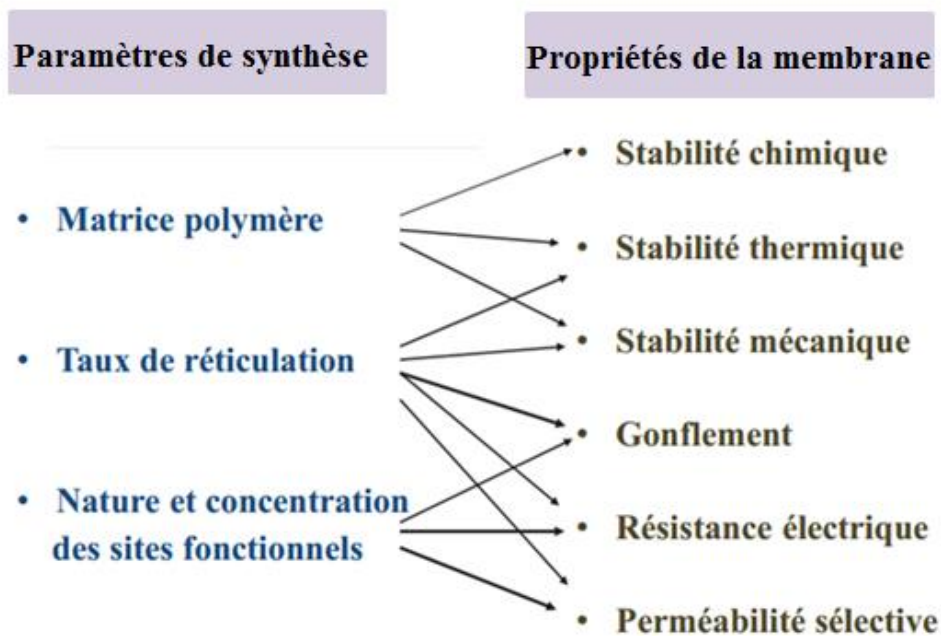 Paramètres de synthèse
Propriétés de la membrane
• Matrice polymère
• Taux de réticulation
• Nature et concentration
des sites fonctionnels
• Stabilité chimique
• Stabilité thermique
• Stabilité mécanique
• Gonflement
• Résistance électrique
• Perméabilité sélective